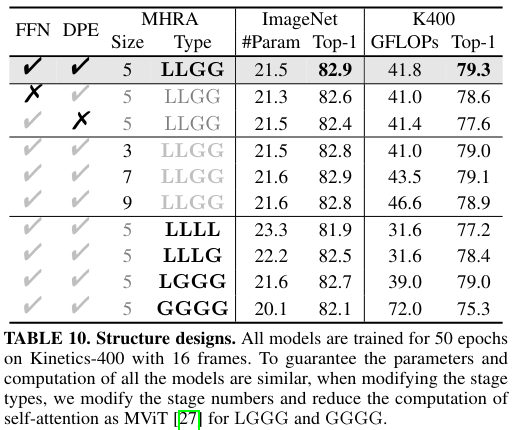 FFN DPE MHRA ImageNet K400
Size Type #Param Top-1 GFLOPs Top-1
✔ ✔ 5 LLGG 21.5 82.9 41.8 79.3
✗ ✔ 5 LLGG 21.3 82.6 41.0 78.6
✔ ✗ 5 LLGG 21.5 82.4 41.4 77.6
✔ ✔ 3 LLGG 21.5 82.8 41.0 79.0
✔ ✔ 7 LLGG 21.6 82.9 43.5 79.1
✔ ✔ 9 LLGG 21.6 82.8 46.6 78.9
✔ ✔ 5 LLLL 23.3 81.9 31.6 77.2
✔ ✔ 5 LLLG 22.2 82.5 31.6 78.4
✔ ✔ 5 LGGG 21.6 82.7 39.0 79.0
✔ ✔ 5 GGGG 20.1 82.1 72.0 75.3
TABLE 10. Structure designs. All models are trained for 50 epochs
on Kinetics-400 with 16 frames. To guarantee the parameters and
computation of all the models are similar, when modifying the stage
types, we modify the stage numbers and reduce the computation of
self-attention as MViT [27] for LGGG and GGGG.